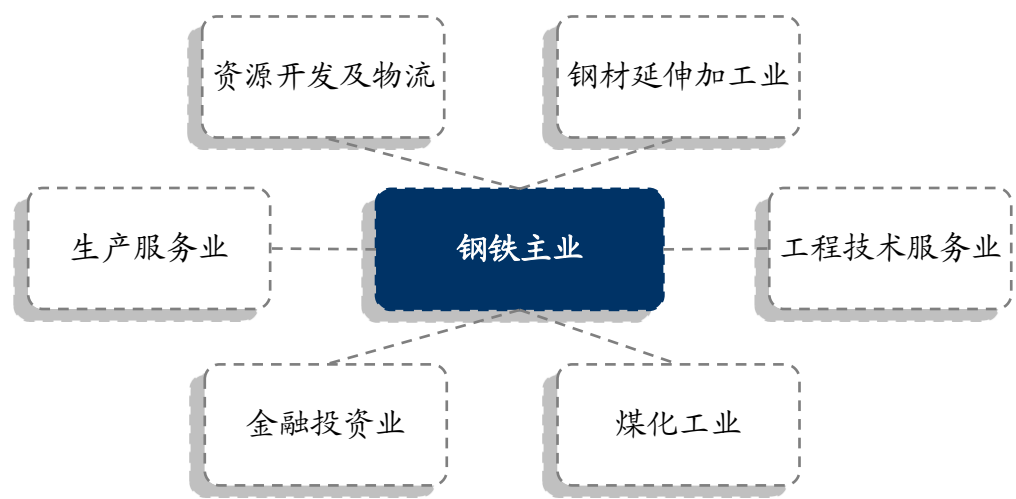 资源开发及物流
钢材延伸加工业
生产服务业
钢铁主业
工程技术服务业
金融投资业
煤化工业